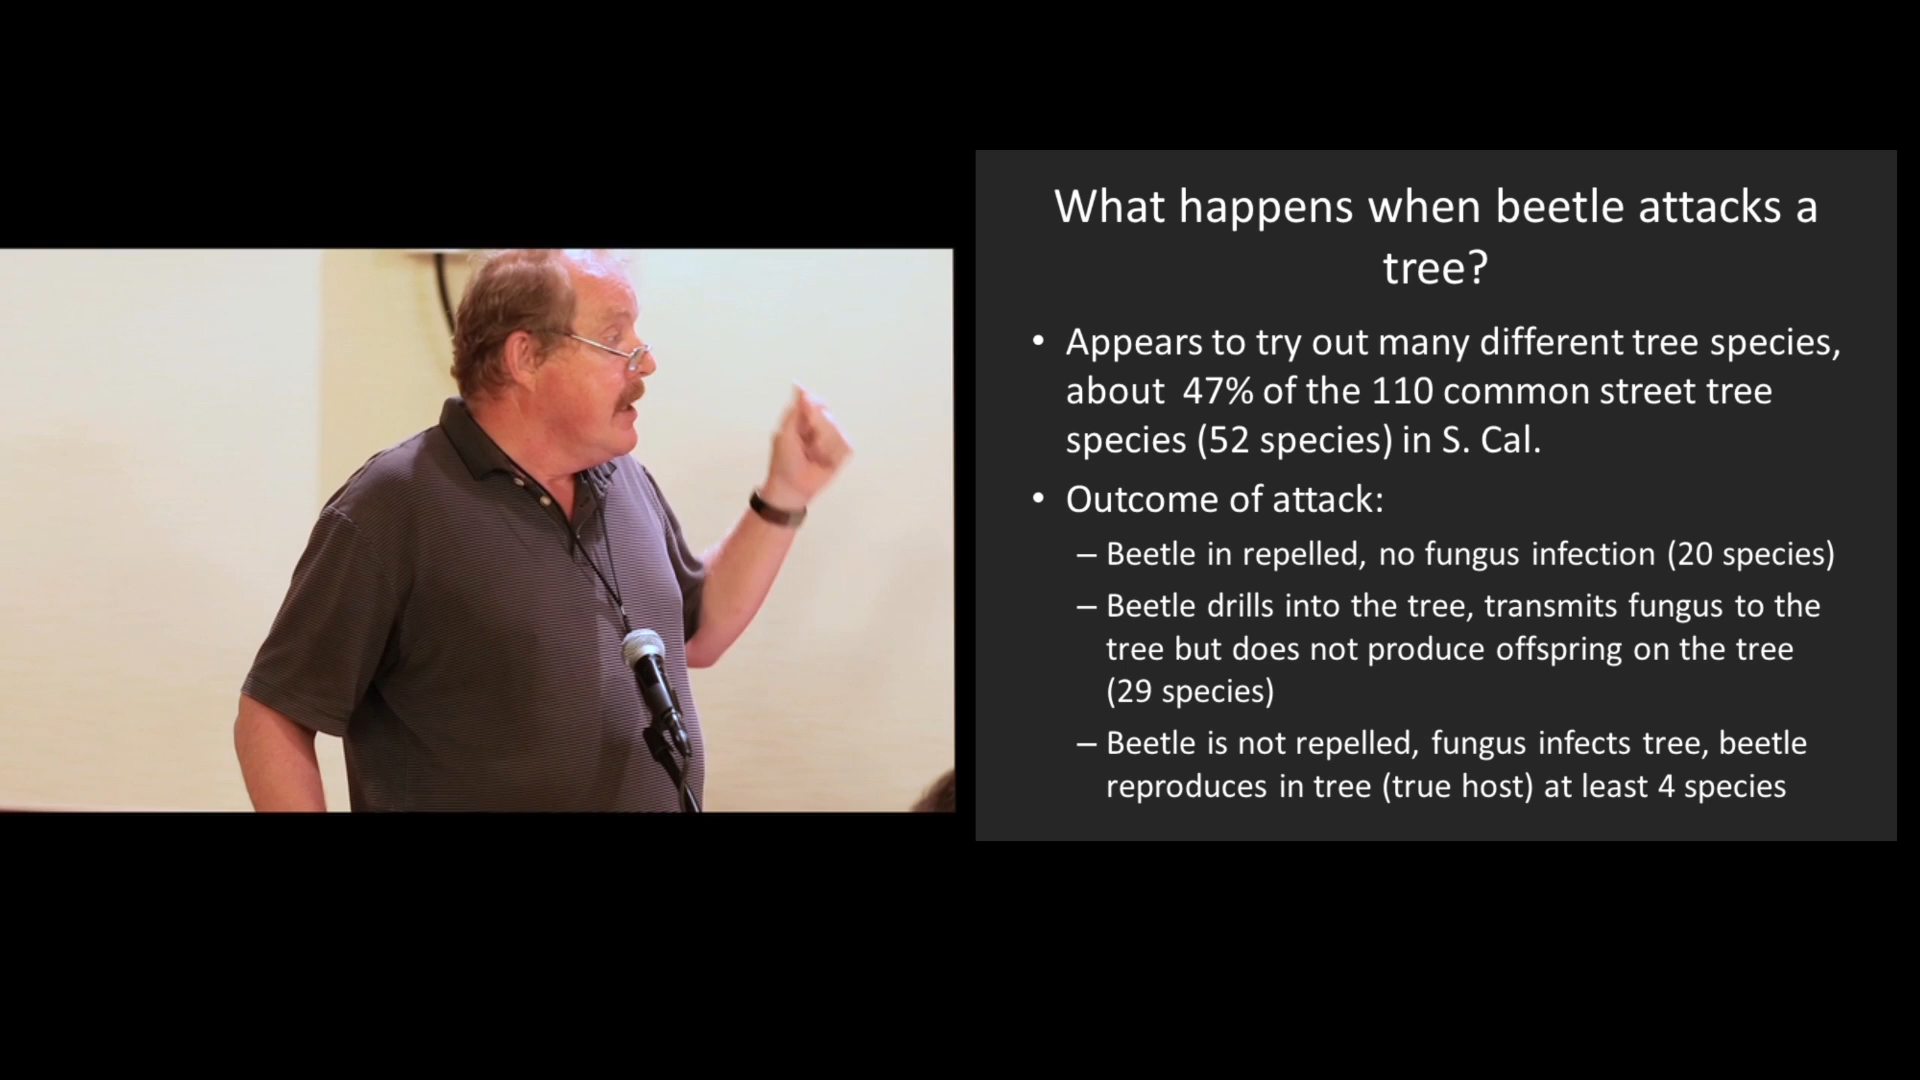 What happens when beetle attacks a
tree?
• Appears to try out many different tree species,
about 47% of the 110 common street tree
species (52 species) in S. Cal.
• Outcome of attack:
– Beetle in repelled, no fungus infection (20 species)
– Beetle drills into the tree, transmits fungus to the
tree but does not produce offspring on the tree
(29 species)
– Beetle is not repelled, fungus infects tree, beetle
reproduces in tree (true host) at least 4 species